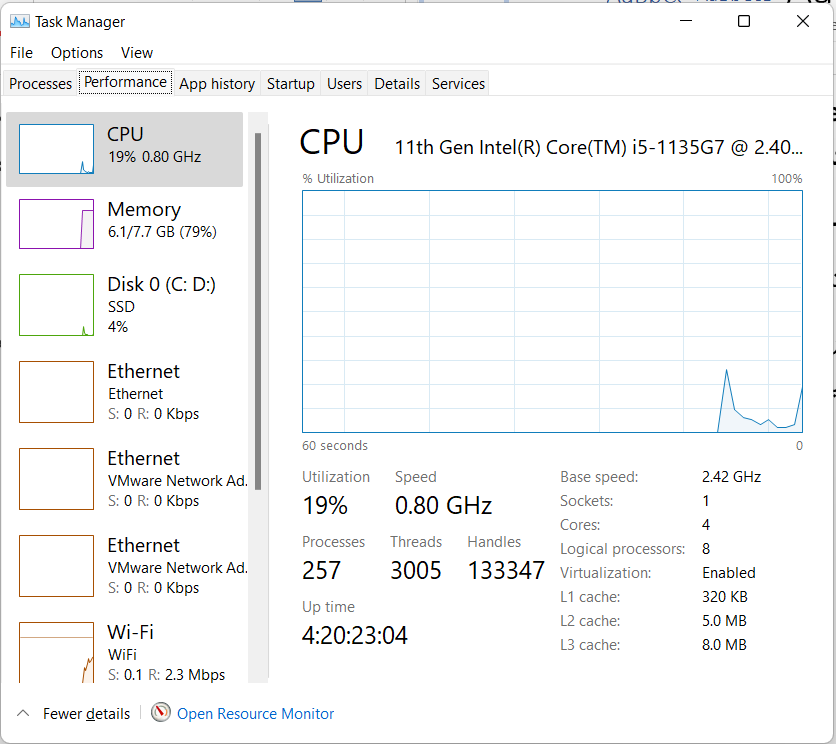 Task Manager
File Options View
Processes Performance App history Startup Users Details Services
CPU
19% 0.80 GHz
Memory
6.1/7.7 GB (79%)
Disk 0 (C: D:)
SSD
4%
Ethernet
Ethernet
S: 0 R: 0 Kbps
Ethernet
VMware Network Ad.
S: 0 R: 0 Kbps
Ethernet
VMware Network Ad.
S: 0 R: 0 Kbps
Wi-Fi
WiFi
S: 0.1 R: 2.3 Mbps
CPU 11th Gen Intel(R) Core(TM) i5-1135G7 @ 2.40...
% Utilization 100%
60 seconds 0
Utilization Speed
19% 0.80 GHz
Processes Threads Handles
257 3005 133347
Up time
4:20:23:04
Base speed: 2.42 GHz
Sockets: 1
Cores: 4
Logical processors: 8
Virtualization: Enabled
L1 cache: 320 KB
L2 cache: 5.0 MB
L3 cache: 8.0 MB
Fewer details Open Resource Monitor